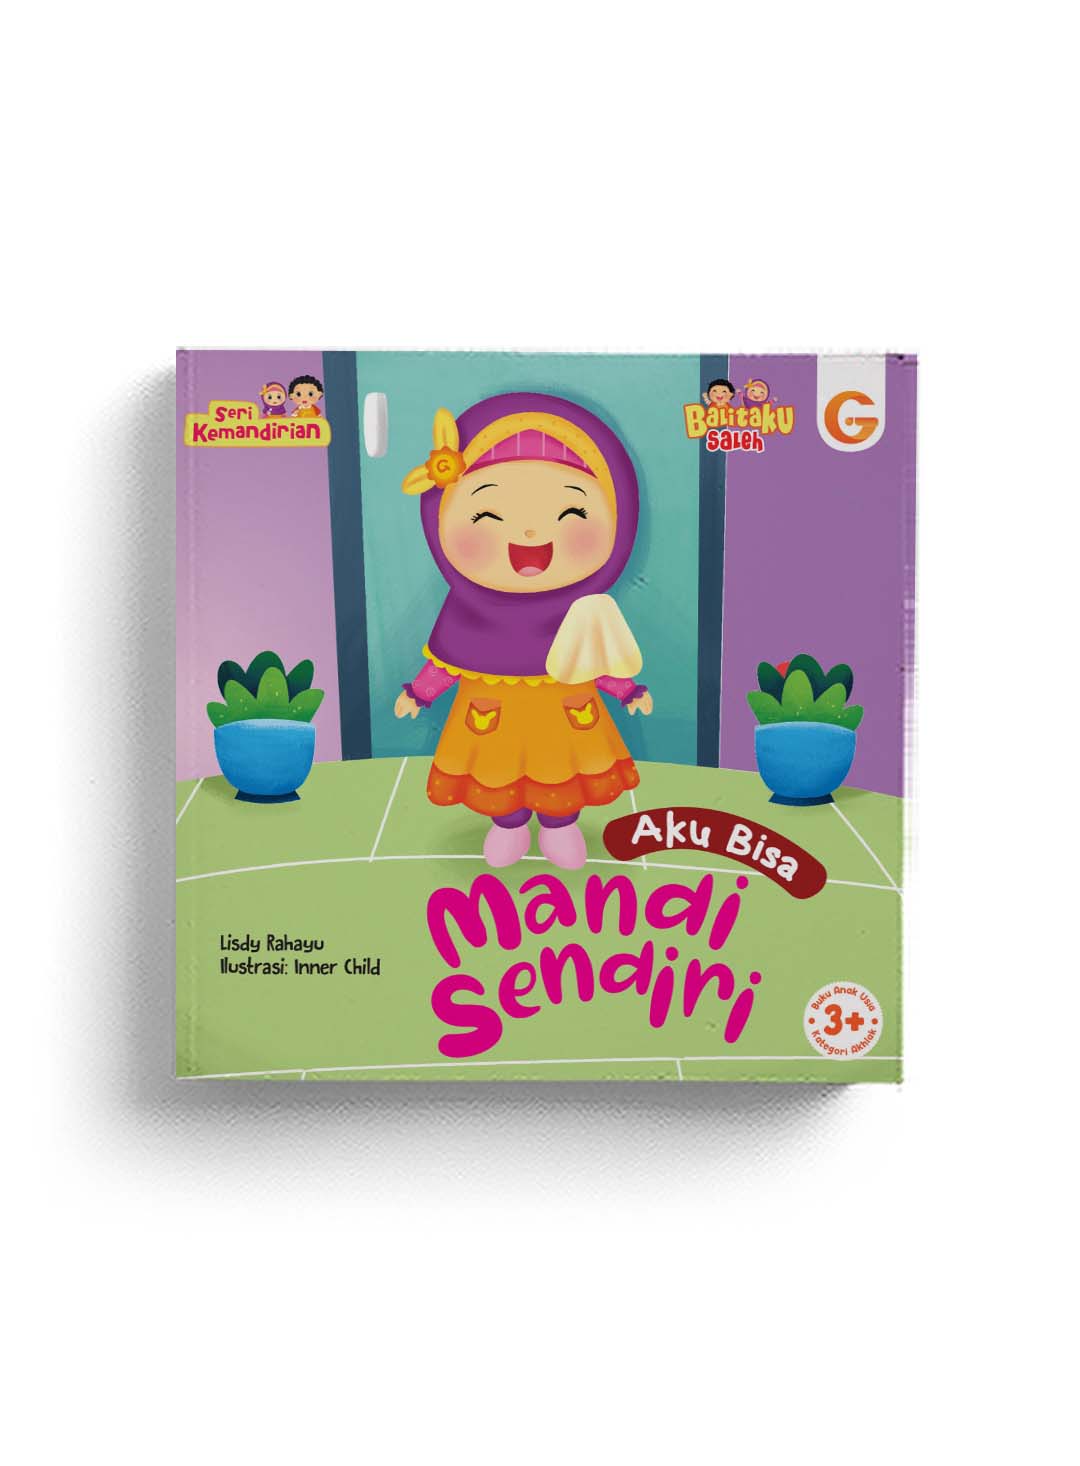 Seri
Kemandirian
Balitaku
Saleh
G
Aku Bisa
Mandi
Sendiri
Lisdy Rahayu
Ilustrasi: Inner Child
Buku Anak Usia
3+
Kategori Akhlak